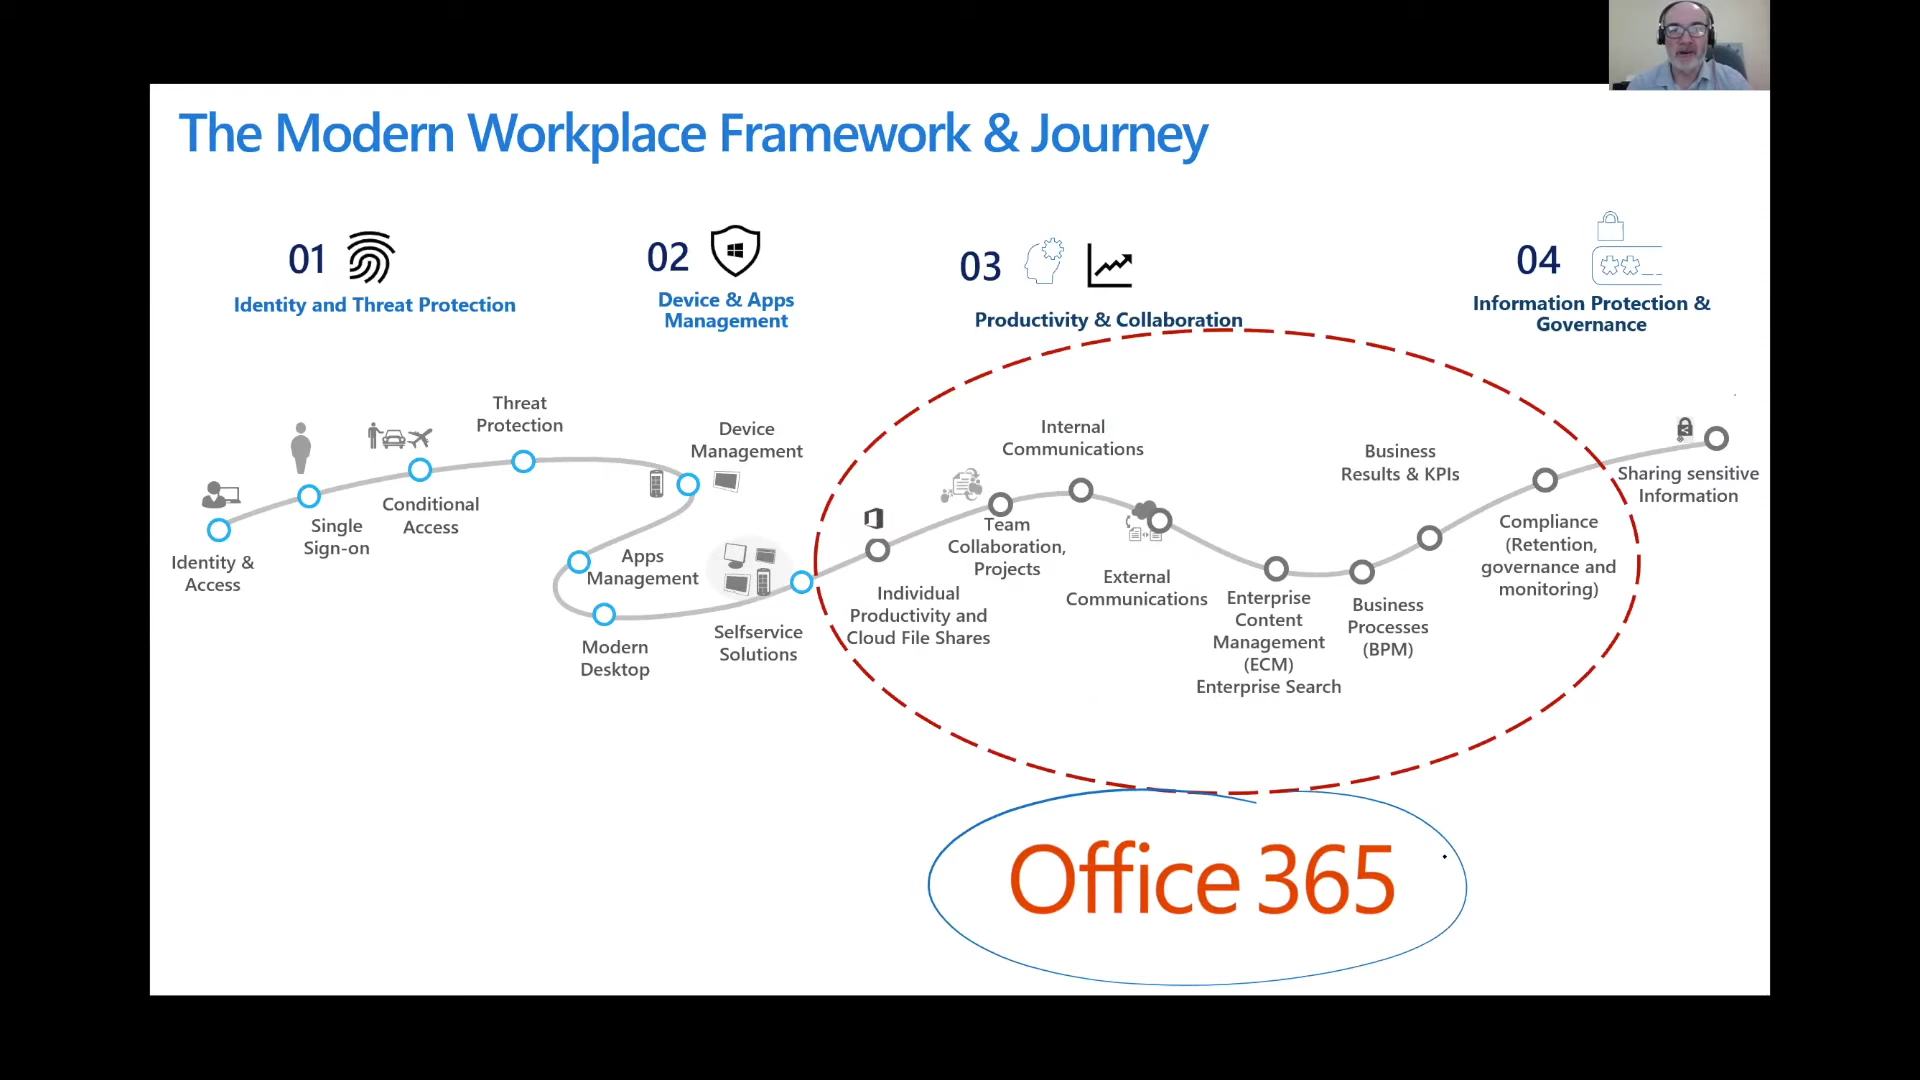 The Modern Workplace Framework & Journey
01
Identity and Threat Protection
02
Device & Apps
Management
03
Productivity & Collaboration
04
Information Protection &
Governance
Identity &
Access
Single
Sign-on
Conditional
Access
Threat
Protection
Device
Management
Apps
Management
Modern
Desktop
Selfservice
Solutions
Individual
Productivity and
Cloud File Shares
Team
Collaboration,
Projects
Internal
Communications
External
Communications
Enterprise
Content
Management
(ECM)
Enterprise Search
Business
Processes
(BPM)
Business
Results & KPIs
Compliance
(Retention,
governance and
monitoring)
Sharing sensitive
Information
Office 365